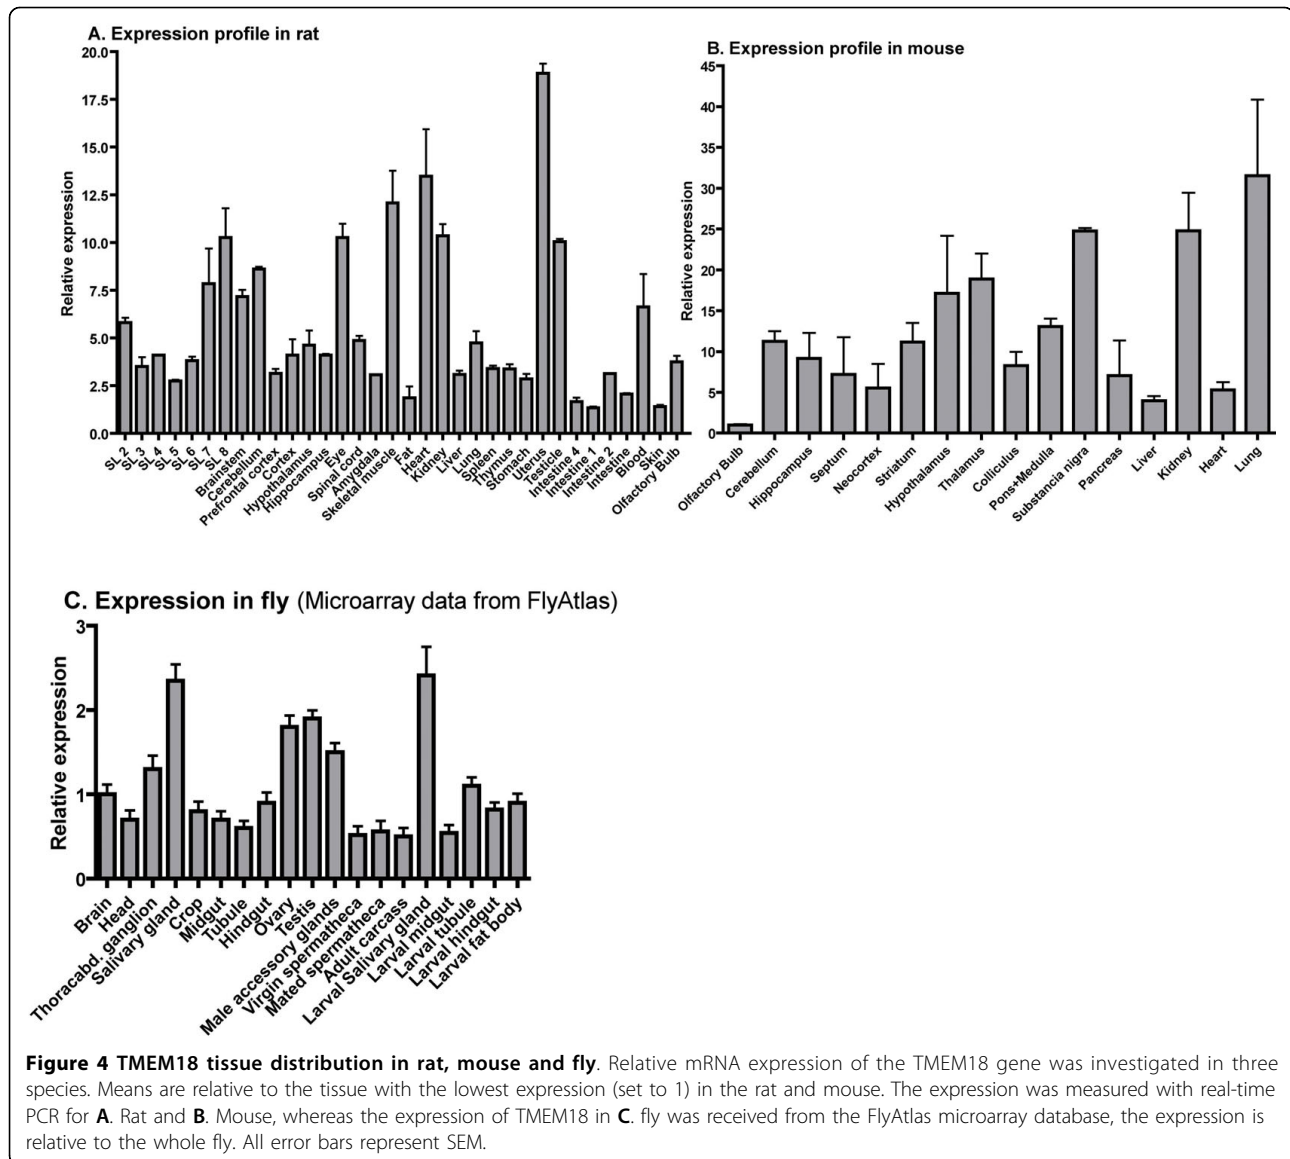 A. Expression profile in rat
Relative expression
20.0
17.5
15.0
12.5
10.0
7.5
5.0
2.5
0.0
SL 2
SL 3
SL 4
SL 5
SL 6
SL 7
SL 8
Brainstem
Cerebellum
Prefrontal cortex
Cortex
Hypothalamus
Hippocampus
Eye
Spinal cord
Amygdala
Skeletal muscle
Fat
Heart
Kidney
Liver
Lung
Spleen
Thymus
Stomach
Uterus
Testicle
Intestine 4
Intestine 1
Intestine 2
Intestine
Blood
Skin
Olfactory Bulb
B. Expression profile in mouse
Relative expression
45
40
35
30
25
20
15
10
5
0
Olfactory Bulb
Cerebellum
Hippocampus
Septum
Neocortex
Striatum
Hypothalamus
Thalamus
Colliculus
Pons+Medulla
Substancia nigra
Pancreas
Liver
Kidney
Heart
Lung
C. Expression in fly (Microarray data from FlyAtlas)
Relative expression
3
2
1
0
Brain
Head
Thoracabd. ganglion
Salivary gland
Crop
Midgut
Tubule
Hindgut
Ovary
Testis
Male accessory glands
Virgin spermatheca
Mated spermatheca
Adult carcass
Larval Salivary gland
Larval midgut
Larval tubule
Larval hindgut
Larval fat body
Figure 4 TMEM18 tissue distribution in rat, mouse and fly. Relative mRNA expression of the TMEM18 gene was investigated in three
species. Means are relative to the tissue with the lowest expression (set to 1) in the rat and mouse. The expression was measured with real-time
PCR for A. Rat and B. Mouse, whereas the expression of TMEM18 in C. fly was received from the FlyAtlas microarray database, the expression is
relative to the whole fly. All error bars represent SEM.